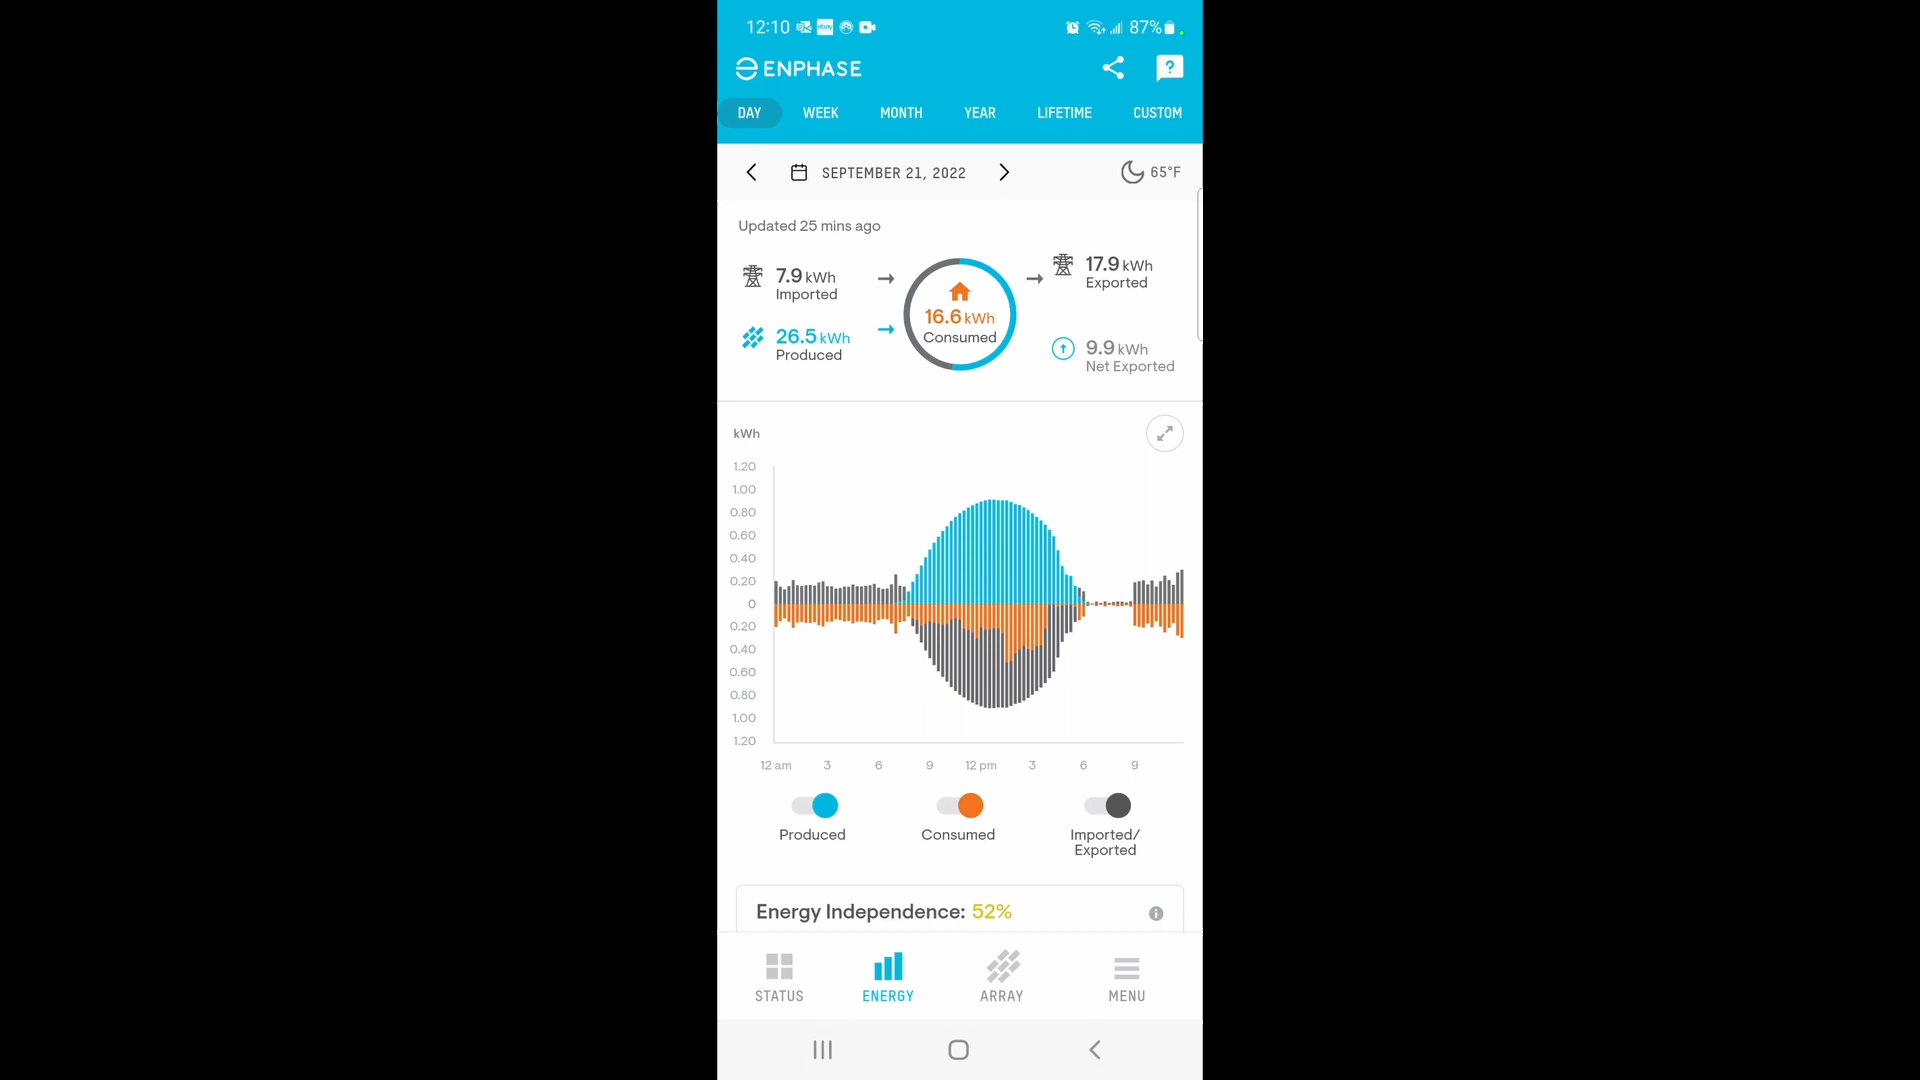 12:10 ebay 87%
ENPHASE
DAY WEEK MONTH YEAR LIFETIME CUSTOM
SEPTEMBER 21, 2022 65°F
Updated 25 mins ago
7.9 kWh
Imported
26.5 kWh
Produced
16.6 kWh
Consumed
17.9 kWh
Exported
9.9 kWh
Net Exported
kWh
1.20
1.00
0.80
0.60
0.40
0.20
0
0.20
0.40
0.60
0.80
1.00
1.20
12 am 3 6 9 12 pm 3 6 9
Produced
Consumed
Imported/
Exported
Energy Independence: 52%
STATUS ENERGY ARRAY MENU